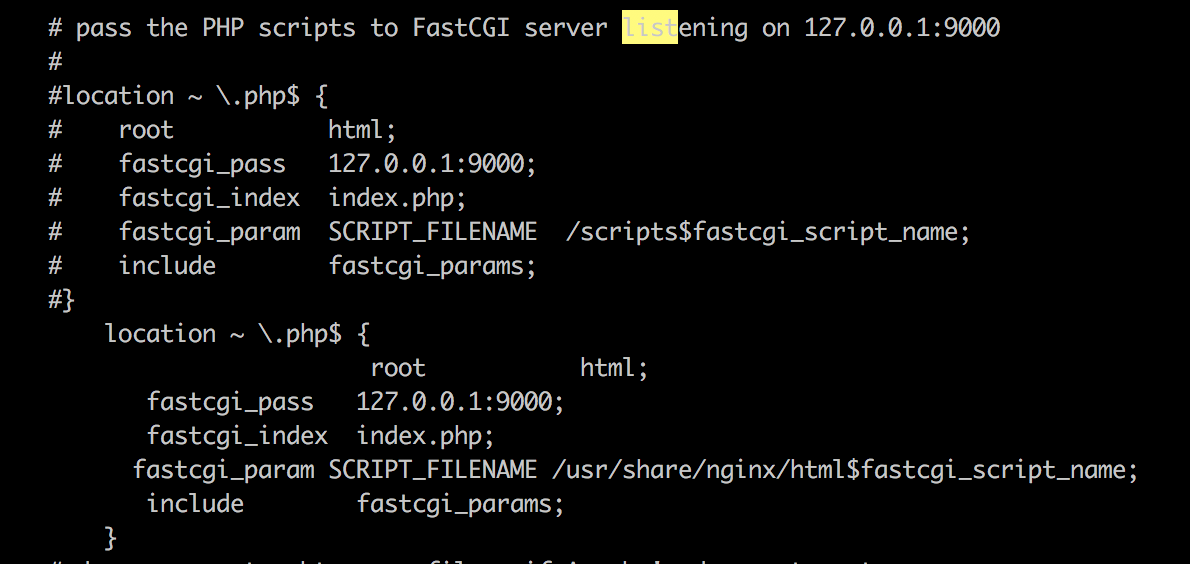 # pass the PHP scripts to FastCGI server listening on 127.0.0.1:9000
#
#location ~ \.php$ {
#    root           html;
#    fastcgi_pass   127.0.0.1:9000;
#    fastcgi_index  index.php;
#    fastcgi_param  SCRIPT_FILENAME  /scripts$fastcgi_script_name;
#    include        fastcgi_params;
#}
    location ~ \.php$ {
                       root           html;
       fastcgi_pass   127.0.0.1:9000;
       fastcgi_index  index.php;
      fastcgi_param SCRIPT_FILENAME /usr/share/nginx/html$fastcgi_script_name;
       include        fastcgi_params;
    }